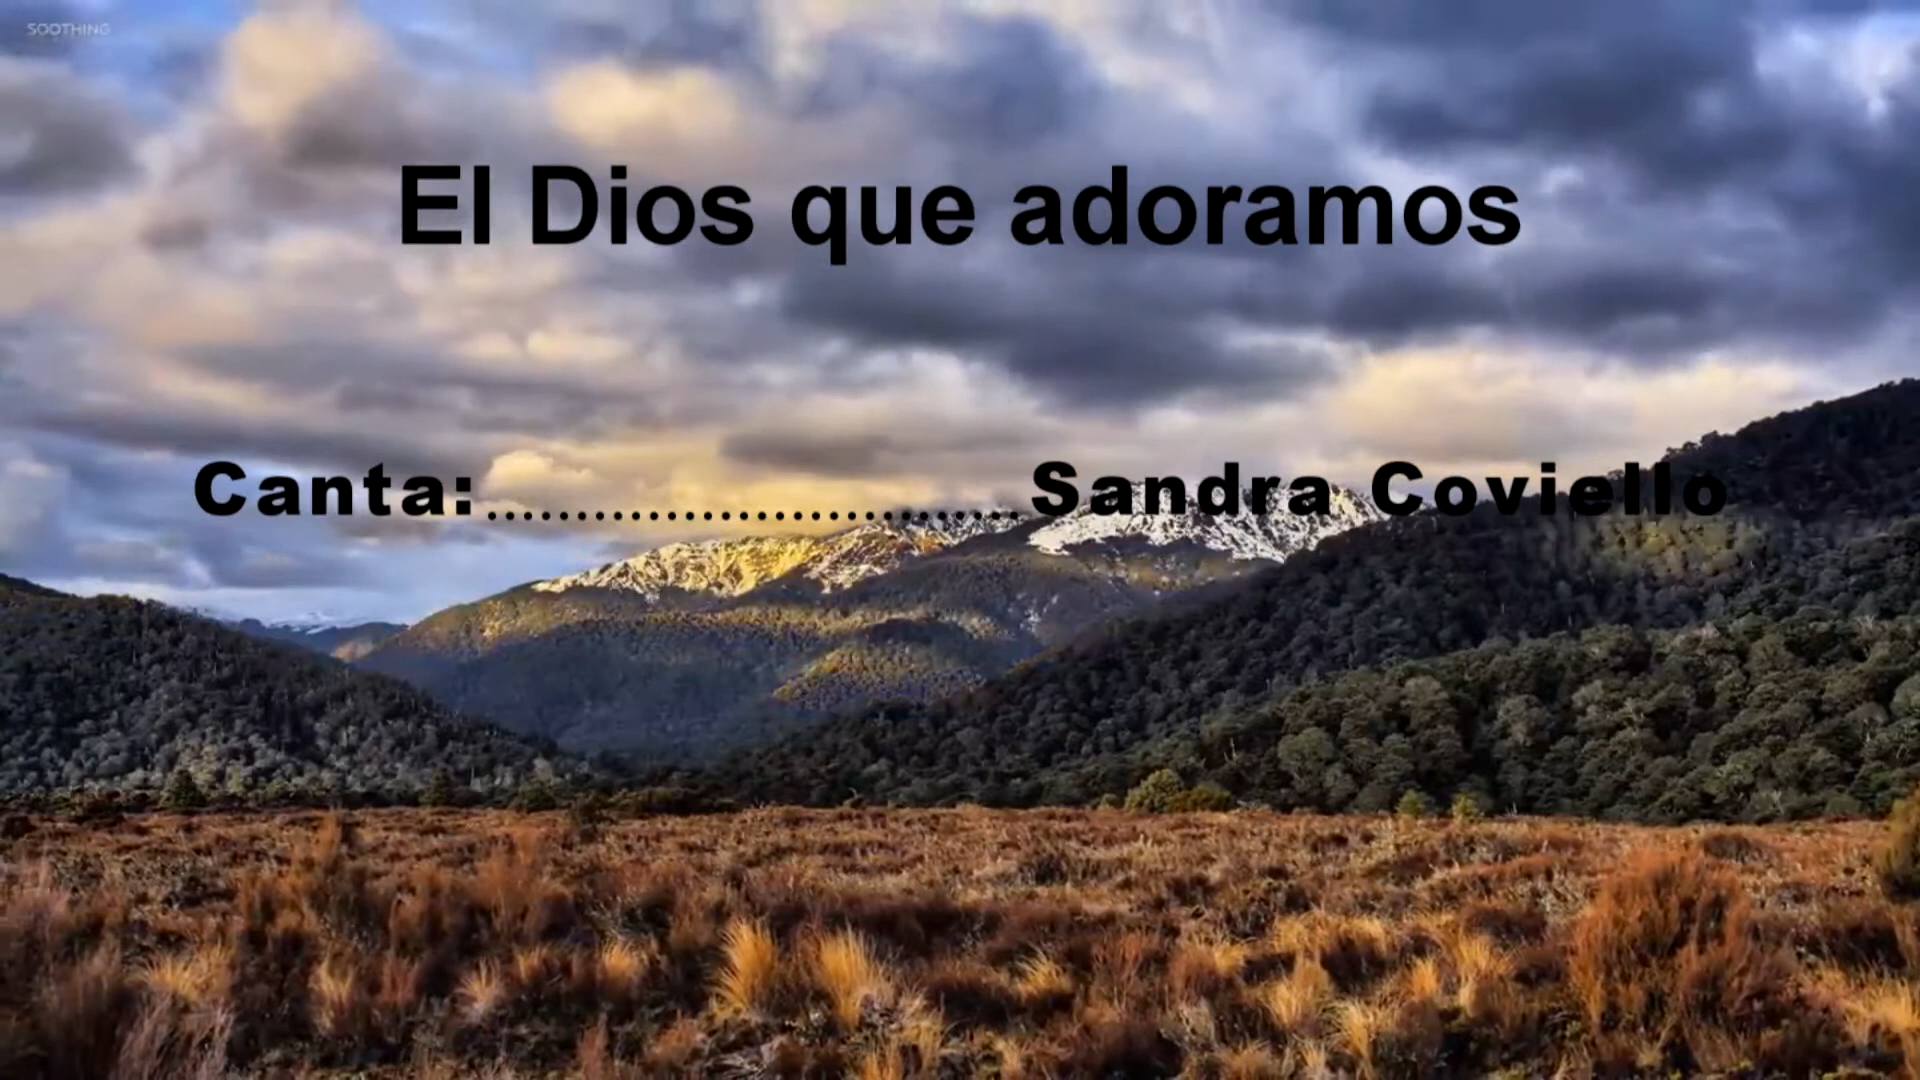 SOOTHING
El Dios que adoramos
Canta:..............................Sandra Coviello